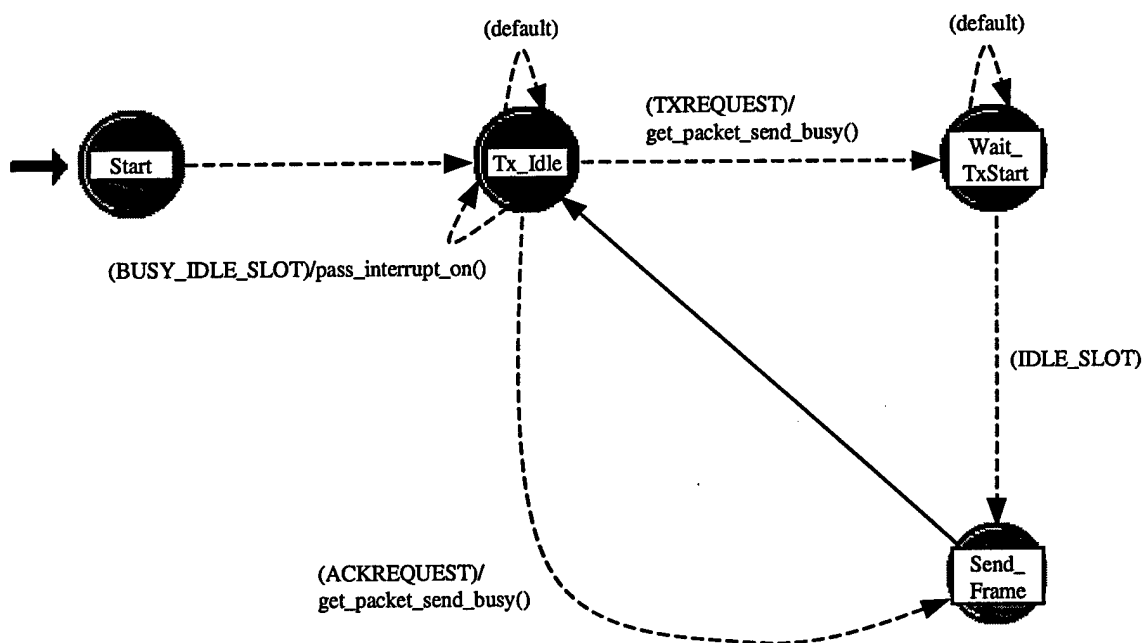 (default)
(default)
(TXREQUEST)/
get_packet_send_busy()
Start
Tx_Idle
Wait_
TxStart
(BUSY_IDLE_SLOT)/pass_interrupt_on()
(IDLE_SLOT)
(ACKREQUEST)/
get_packet_send_busy()
Send_
Frame